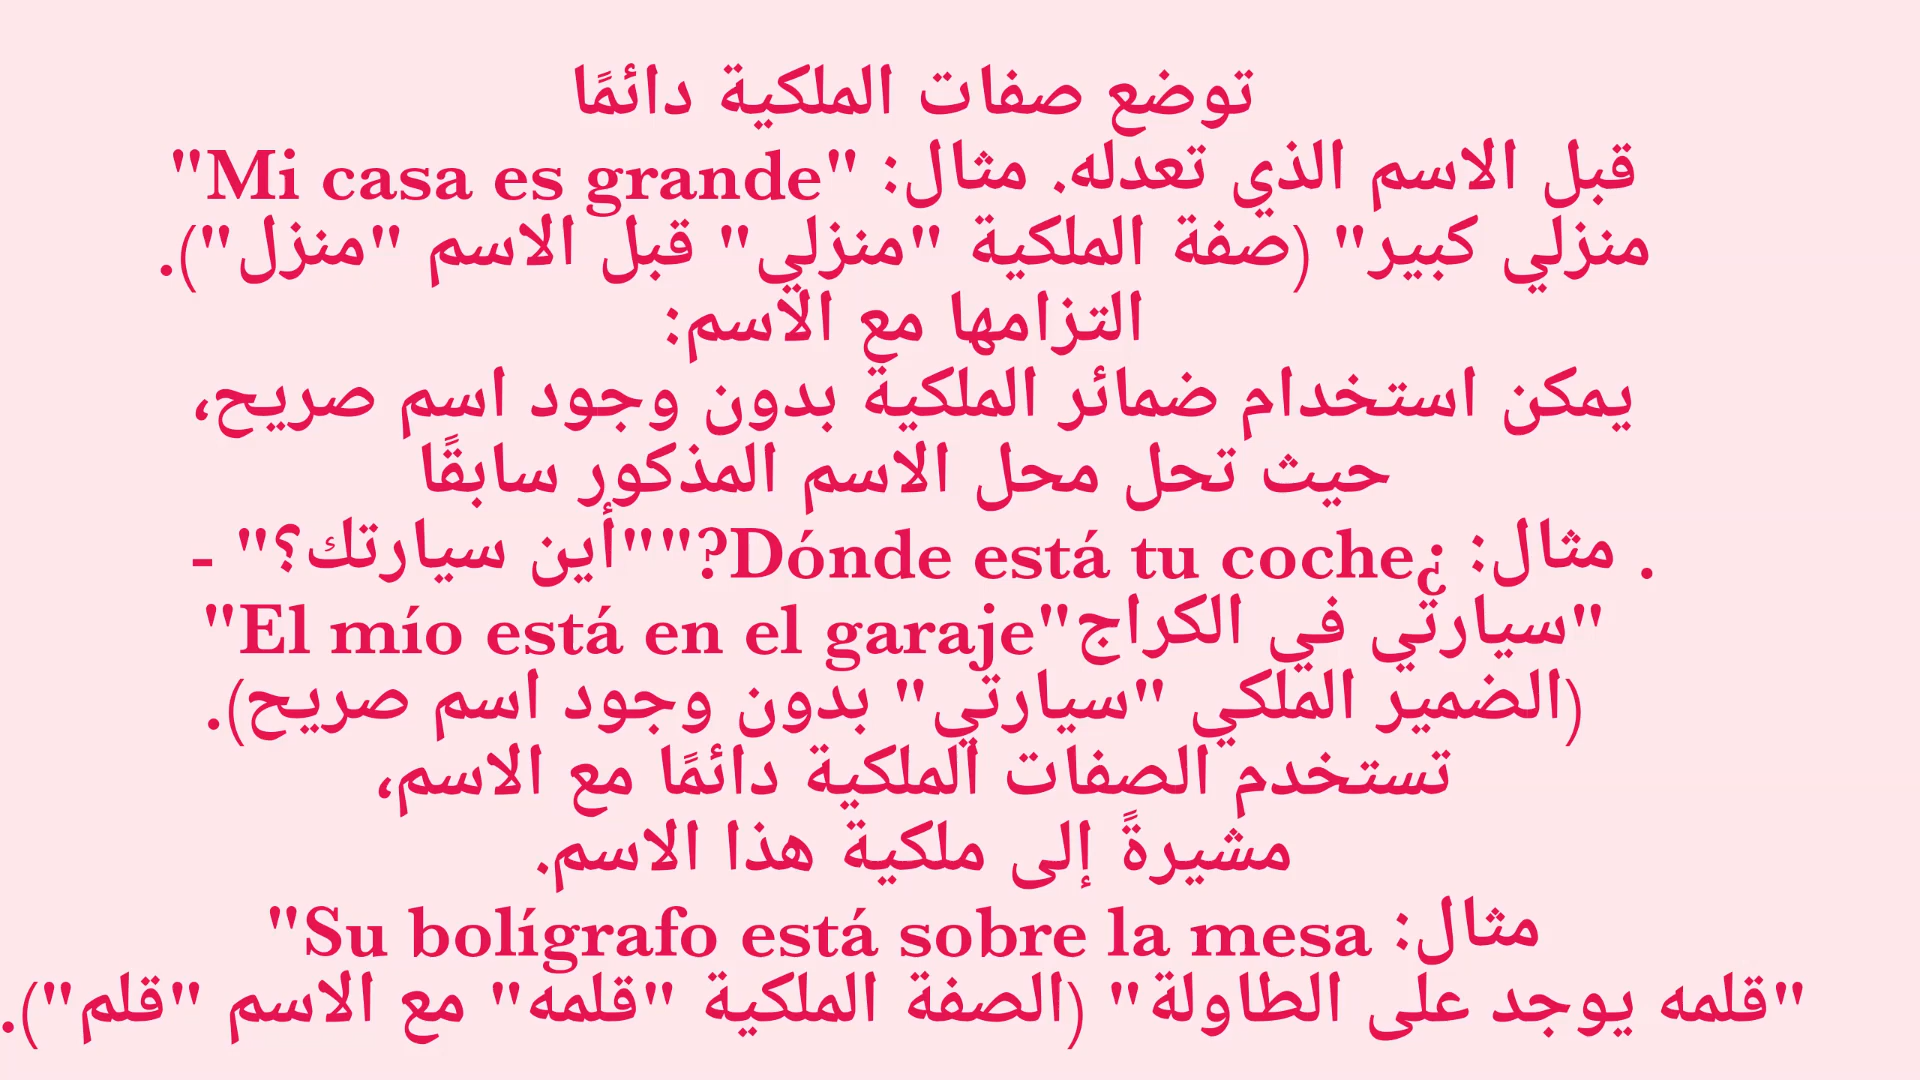 توضع صفات الملكية دائمًا
قبل الاسم الذي تعدله. مثال: "Mi casa es grande"
منزلي كبير" (صفة الملكية "منزلي" قبل الاسم "منزل").
التزامها مع الاسم:
يمكن استخدام ضمائر الملكية بدون وجود اسم صريح،
حيث تحل محل الاسم المذكور سابقًا
. مثال: ¿Dónde está tu coche?""أين سيارتك؟" -
"سيارتي في الكراج"El mío está en el garaje"
(الضمير الملكي "سيارتي" بدون وجود اسم صريح).
تستخدم الصفات الملكية دائمًا مع الاسم،
مشيرةً إلى ملكية هذا الاسم.
مثال: Su bolígrafo está sobre la mesa"
"قلمه يوجد على الطاولة" (الصفة الملكية "قلمه" مع الاسم "قلم").